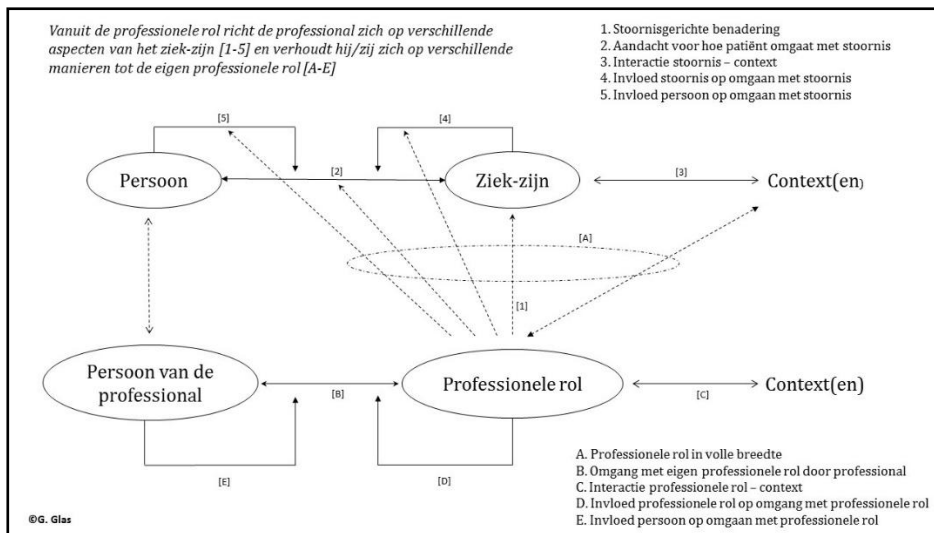 Vanuit de professionele rol richt de professional zich op verschillende
aspecten van het ziek-zijn [1-5] en verhoudt hij/zij zich op verschillende
manieren tot de eigen professionele rol [A-E]
1. Stoornisgerichte benadering
2. Aandacht voor hoe patiënt omgaat met stoornis
3. Interactie stoornis – context
4. Invloed stoornis op omgaan met stoornis
5. Invloed persoon op omgaan met stoornis
[5]
[4]
Persoon
[2]
Ziek-zijn
[3]
Context(en)
[A]
[1]
Persoon van de
professional
[B]
Professionele rol
[C]
Context(en)
[E]
[D]
A. Professionele rol in volle breedte
B. Omgang met eigen professionele rol door professional
C. Interactie professionele rol – context
D. Invloed professionele rol op omgang met professionele rol
E. Invloed persoon op omgaan met professionele rol
©G. Glas